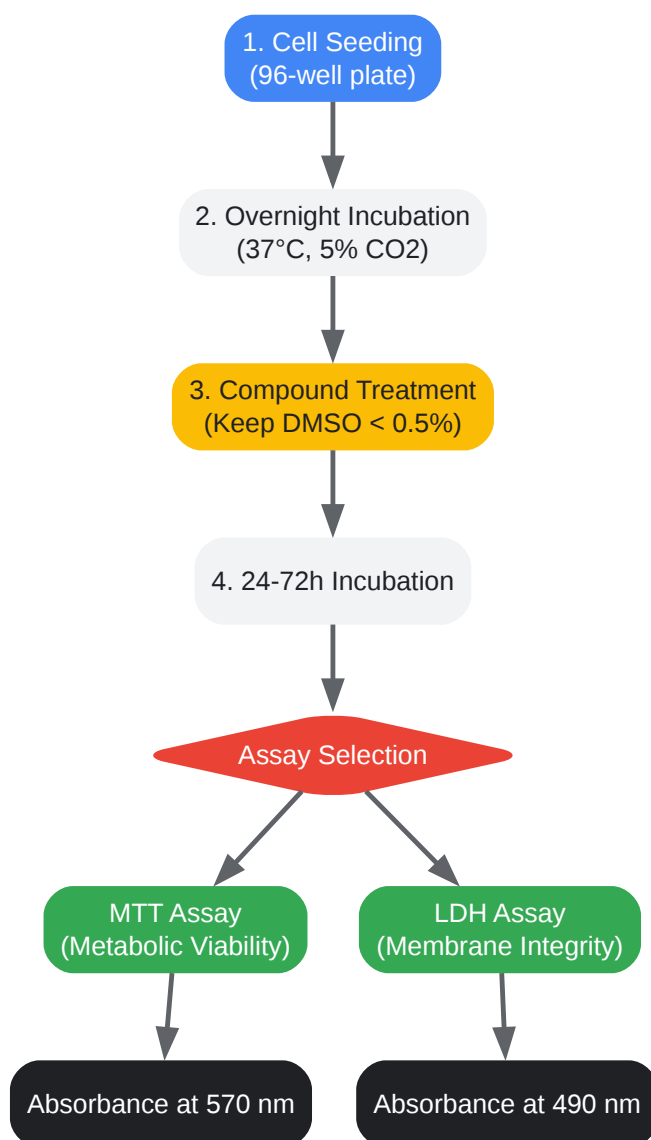 1. Cell Seeding
(96-well plate)
2. Overnight Incubation
(37°C, 5% CO2)
3. Compound Treatment
(Keep DMSO < 0.5%)
4. 24-72h Incubation
Assay Selection
MTT Assay
(Metabolic Viability)
LDH Assay
(Membrane Integrity)
Absorbance at 570 nm
Absorbance at 490 nm